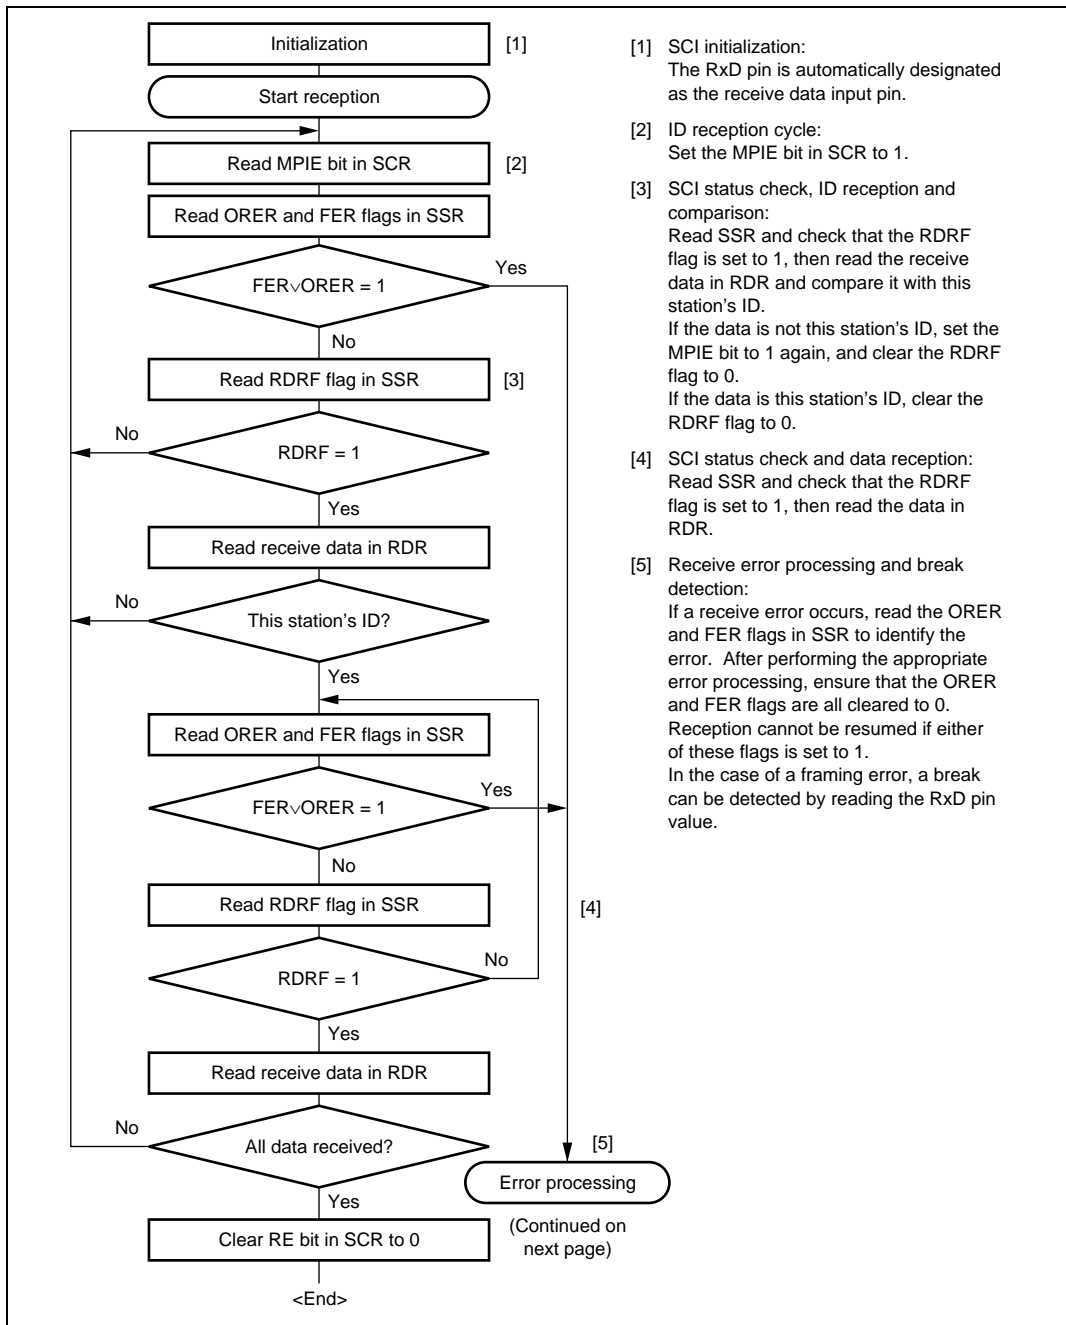 Initialization
[1]
Start reception
Read MPIE bit in SCR
[2]
Read ORER and FER flags in SSR
FER∨ORER = 1
Yes
No
Read RDRF flag in SSR
[3]
No
RDRF = 1
Yes
Read receive data in RDR
No
This station's ID?
Yes
Read ORER and FER flags in SSR
FER∨ORER = 1
Yes
No
Read RDRF flag in SSR
[4]
RDRF = 1
No
Yes
Read receive data in RDR
No
All data received?
[5]
Error processing
Yes
(Continued on
next page)
Clear RE bit in SCR to 0
<End>
[1] SCI initialization:
The RxD pin is automatically designated
as the receive data input pin.
[2] ID reception cycle:
Set the MPIE bit in SCR to 1.
[3] SCI status check, ID reception and
comparison:
Read SSR and check that the RDRF
flag is set to 1, then read the receive
data in RDR and compare it with this
station's ID.
If the data is not this station's ID, set the
MPIE bit to 1 again, and clear the RDRF
flag to 0.
If the data is this station's ID, clear the
RDRF flag to 0.
[4] SCI status check and data reception:
Read SSR and check that the RDRF
flag is set to 1, then read the data in
RDR.
[5] Receive error processing and break
detection:
If a receive error occurs, read the ORER
and FER flags in SSR to identify the
error. After performing the appropriate
error processing, ensure that the ORER
and FER flags are all cleared to 0.
Reception cannot be resumed if either
of these flags is set to 1.
In the case of a framing error, a break
can be detected by reading the RxD pin
value.